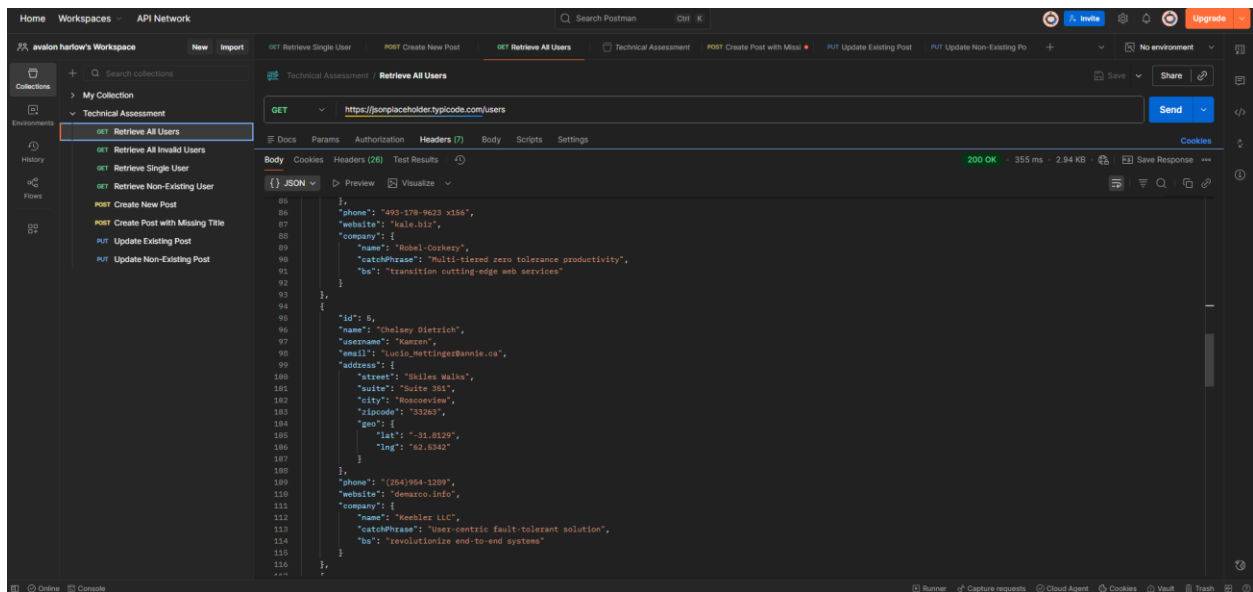 Home Workspaces API Network Search Postman Ctrl K Invite Upgrade
avalon harlow's Workspace New Import GET Retrieve Single User POST Create New Post GET Retrieve All Users Technical Assessment POST Create Post with Missi PUT Update Existing Post PUT Update Non-Existing Po No environment
Collections
Environments
History
Flows
Search collections
My Collection
Technical Assessment
GET Retrieve All Users
GET Retrieve All Invalid Users
GET Retrieve Single User
GET Retrieve Non-Existing User
POST Create New Post
POST Create Post with Missing Title
PUT Update Existing Post
PUT Update Non-Existing Post
Technical Assessment / Retrieve All Users Save Share
GET https://jsonplaceholder.typicode.com/users Send
Docs Params Authorization Headers (7) Body Scripts Settings Cookies
Body Cookies Headers (26) Test Results 200 OK 355 ms 2.94 KB Save Response
{} JSON Preview Visualize
85 },
86 "phone": "493-170-9623 x156",
87 "website": "kale.biz",
88 "company": {
89 "name": "Robel-Corkery",
90 "catchPhrase": "Multi-tiered zero tolerance productivity",
91 "bs": "transition cutting-edge web services"
92 }
93 },
94 {
95 "id": 5,
96 "name": "Chelsey Dietrich",
97 "username": "Kamren",
98 "email": "Lucio_Hettinger@annie.ca",
99 "address": {
100 "street": "Skiles Walks",
101 "suite": "Suite 351",
102 "city": "Roscoeview",
103 "zipcode": "33263",
104 "geo": {
105 "lat": "-31.8129",
106 "lng": "62.5342"
107 }
108 },
109 "phone": "(254)954-1289",
110 "website": "demarco.info",
111 "company": {
112 "name": "Keebler LLC",
113 "catchPhrase": "User-centric fault-tolerant solution",
114 "bs": "revolutionize end-to-end systems"
115 }
116 },
Online Console Runner Capture requests Cloud Agent Cookies Vault Trash